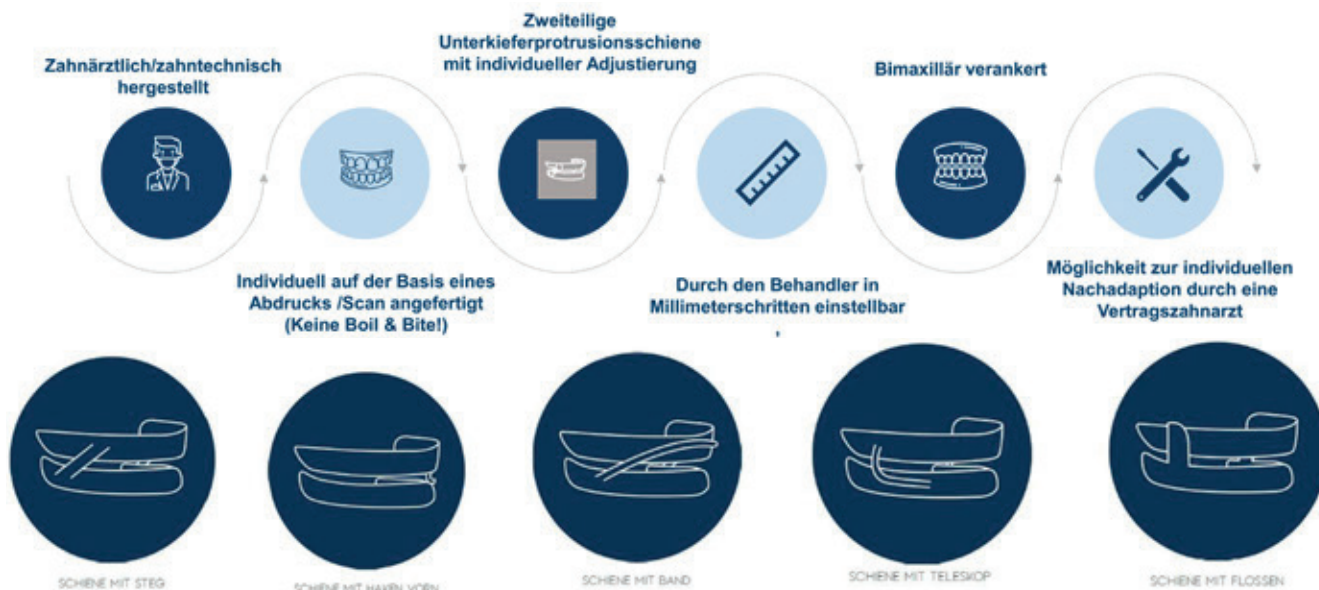 Zahnärztlich/zahntechnisch
hergestellt
Individuell auf der Basis eines
Abdrucks /Scan angefertigt
(Keine Boil & Bite!)
Zweiteilige
Unterkieferprotrusionsschiene
mit individueller Adjustierung
Durch den Behandler in
Millimeterschritten einstellbar
,
Bimaxillär verankert
Möglichkeit zur individuellen
Nachadaption durch eine
Vertragszahnarzt
SCHIENE MIT STEG
SCHIENE MIT HAKEN VORN
SCHIENE MIT BAND
SCHIENE MIT TELESKOP
SCHIENE MIT FLOSSEN